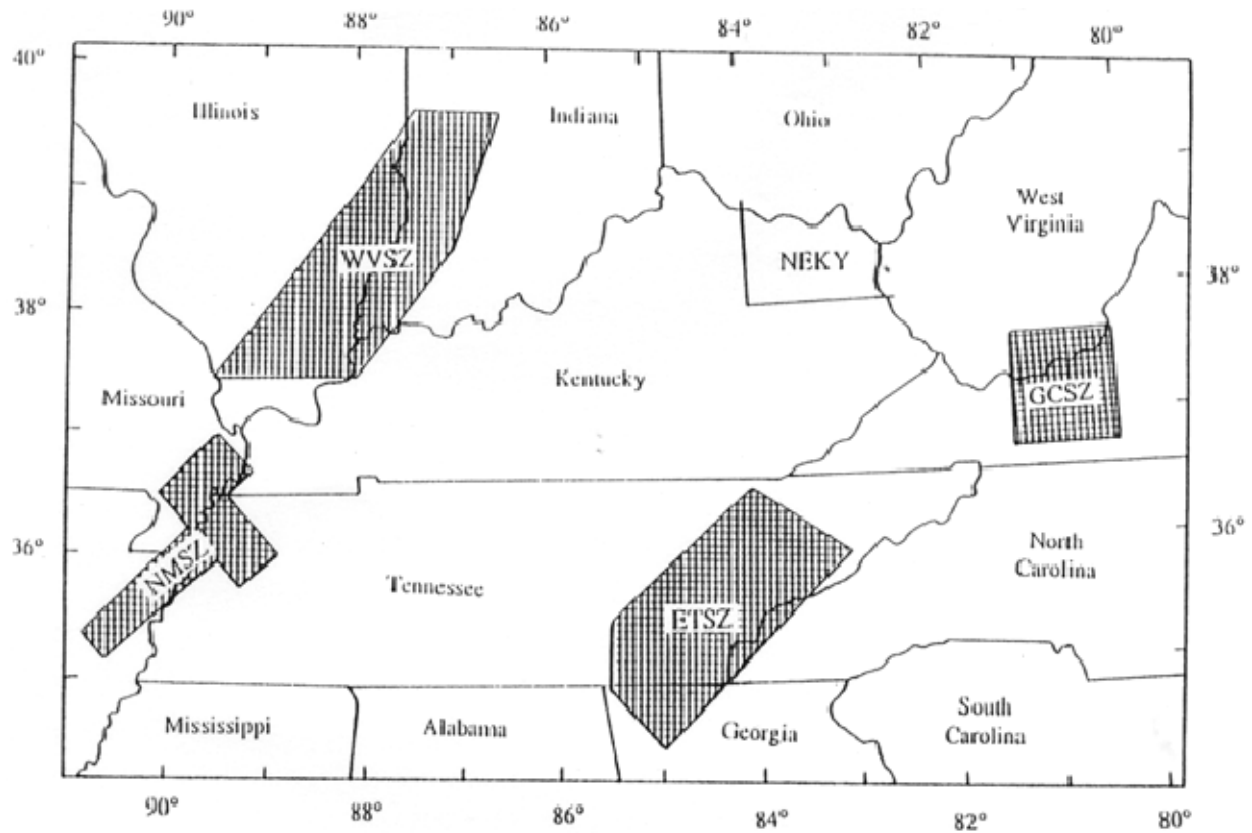 90° 88° 86° 84° 82° 80°
40°
Illinois
Indiana
Ohio
West
Virginia
WVSZ
NEKY
38°
38°
Missouri
Kentucky
GCSZ
36°
36°
NMSZ
Tennessee
ETSZ
North
Carolina
Mississippi
Allabama
Georgia
South
Carolina
90° 88° 86° 84° 82° 80°